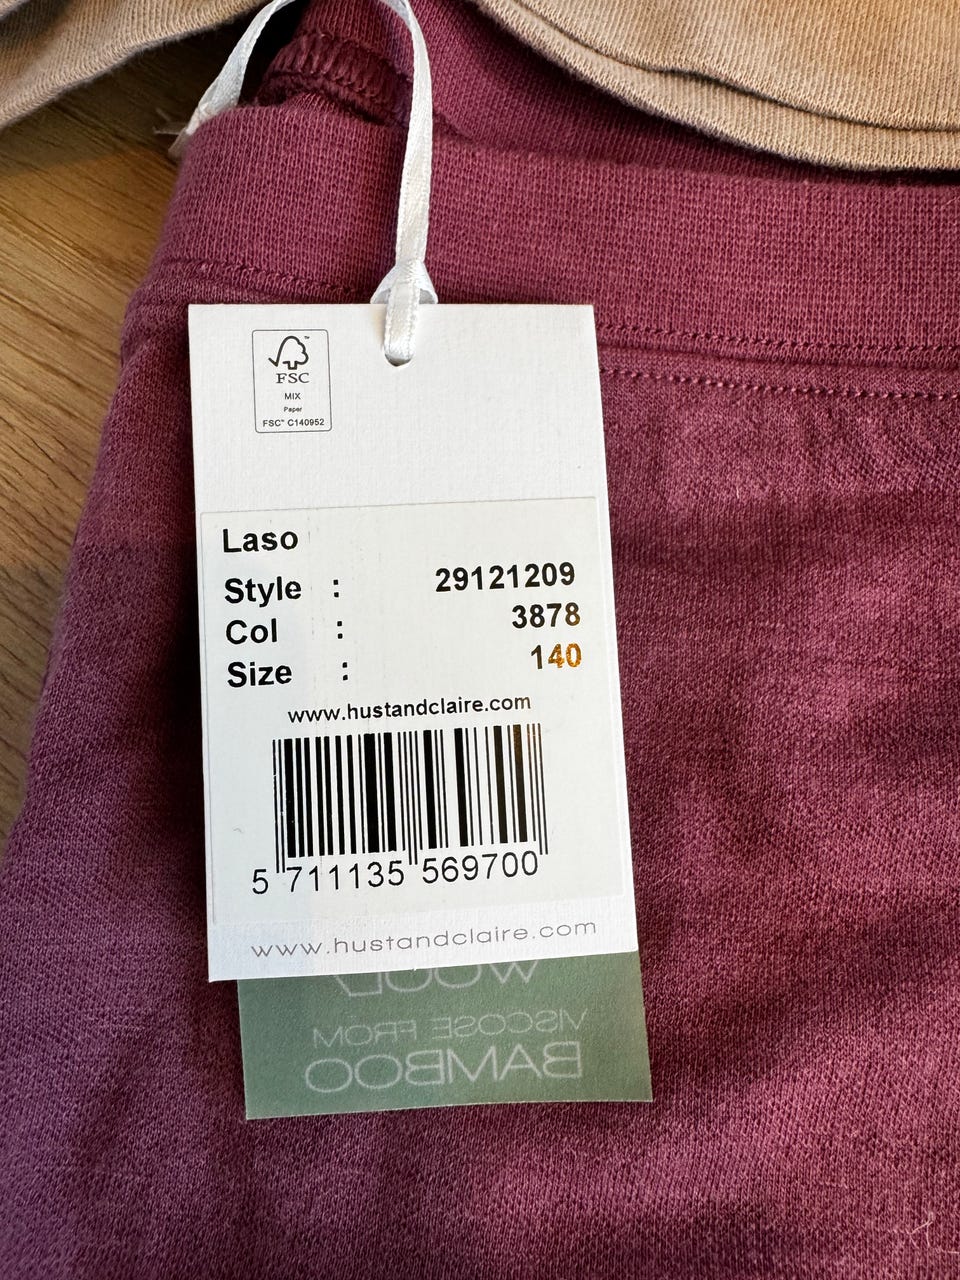 FSC
MIX
Paper
FSC™ C140952
Laso
Style : 29121209
Col : 3878
Size : 140
www.hustandclaire.com
5 711135 569700
www.hustandclaire.com
WOOL
VISCOSE FROM
BAMBOO